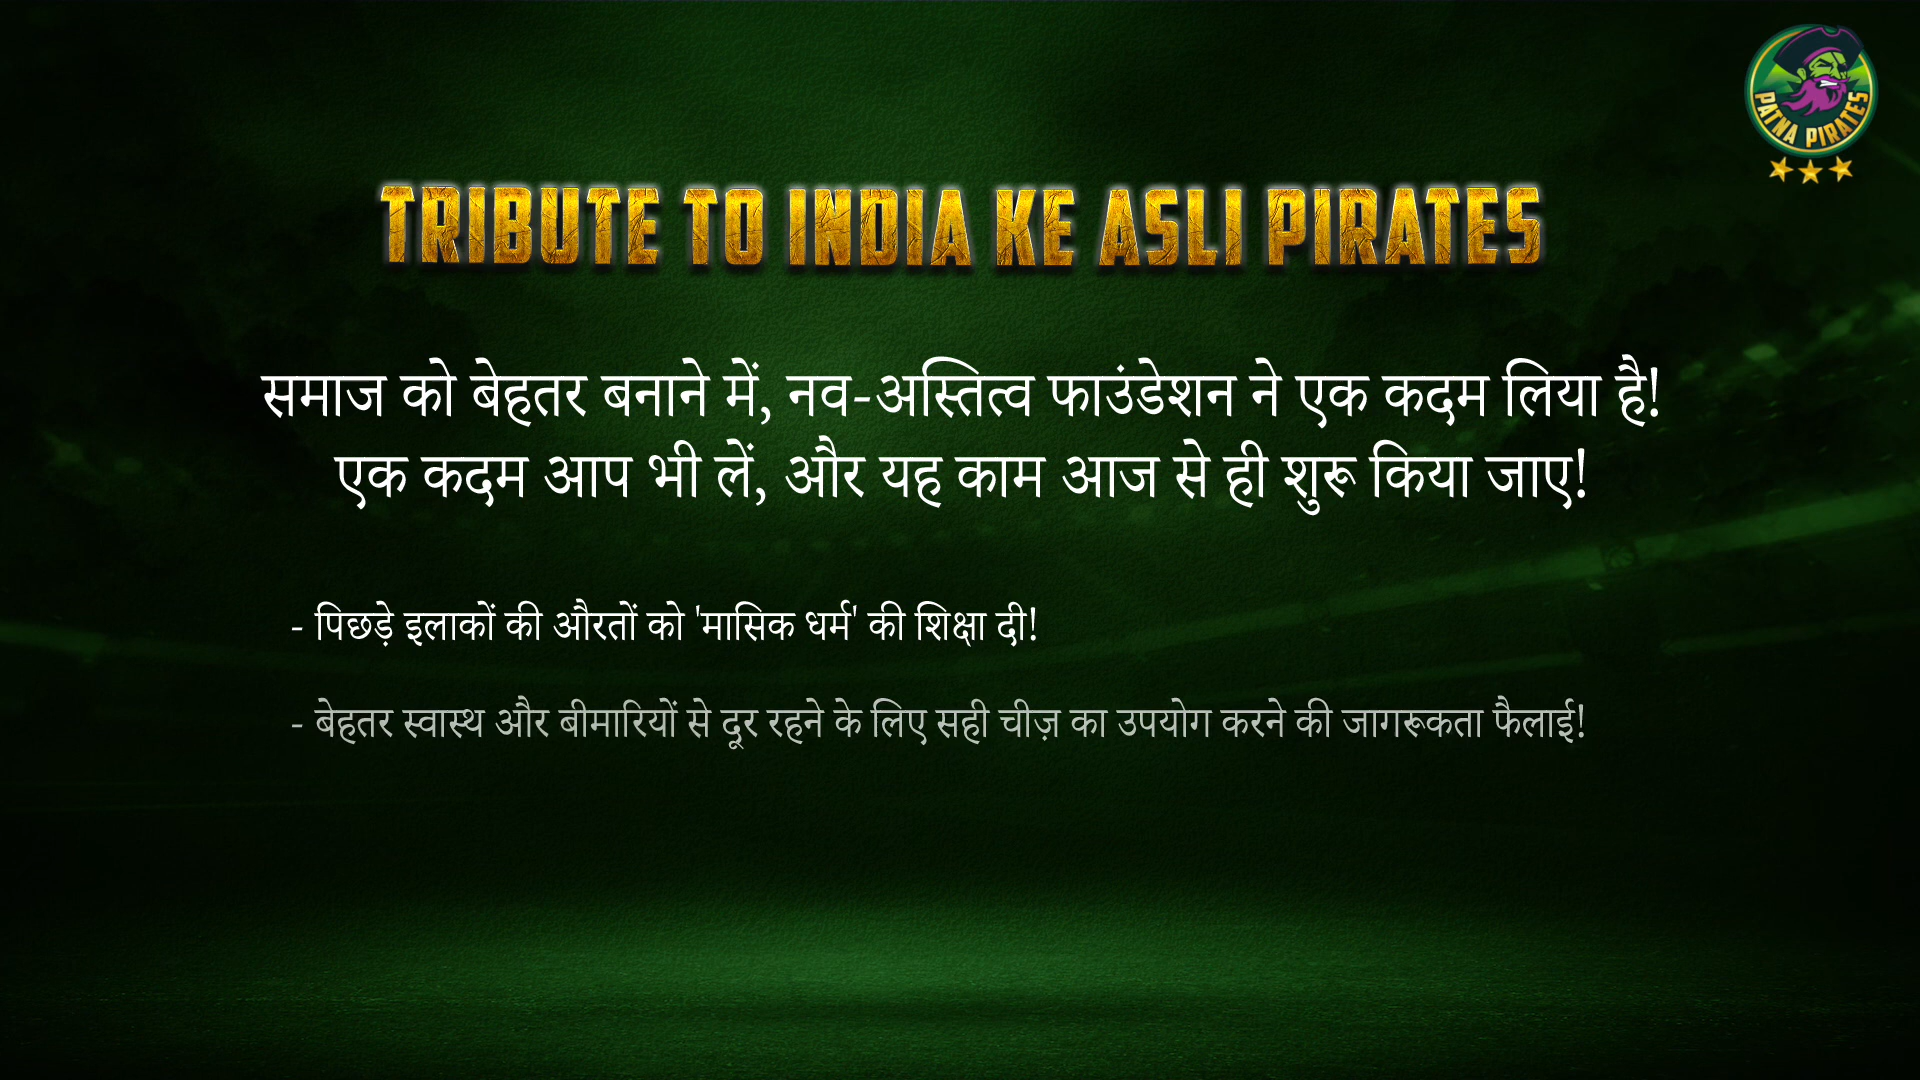 PATNA PIRATES
TRIBUTE TO INDIA KE ASLI PIRATES
समाज को बेहतर बनाने में, नव-अस्तित्व फाउंडेशन ने एक कदम लिया है!
एक कदम आप भी लें, और यह काम आज से ही शुरू किया जाए!
- पिछड़े इलाकों की औरतों को 'मासिक धर्म' की शिक्षा दी!
- बेहतर स्वास्थ और बीमारियों से दूर रहने के लिए सही चीज़ का उपयोग करने की जागरूकता फैलाई!